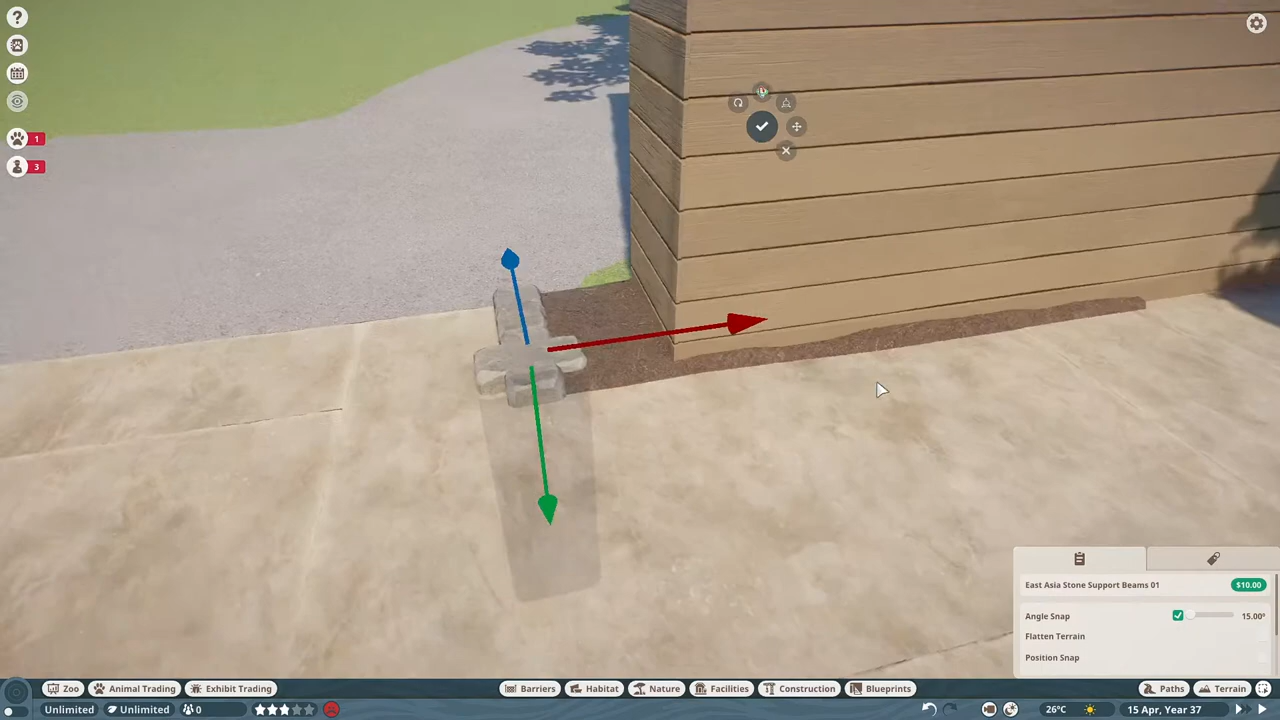 ?
1
3
East Asia Stone Support Beams 01 $10.00
Angle Snap 15.00°
Flatten Terrain
Position Snap
Zoo Animal Trading Exhibit Trading Barriers Habitat Nature Facilities Construction Blueprints Paths Terrain
Unlimited Unlimited 0 26°C 15 Apr, Year 37